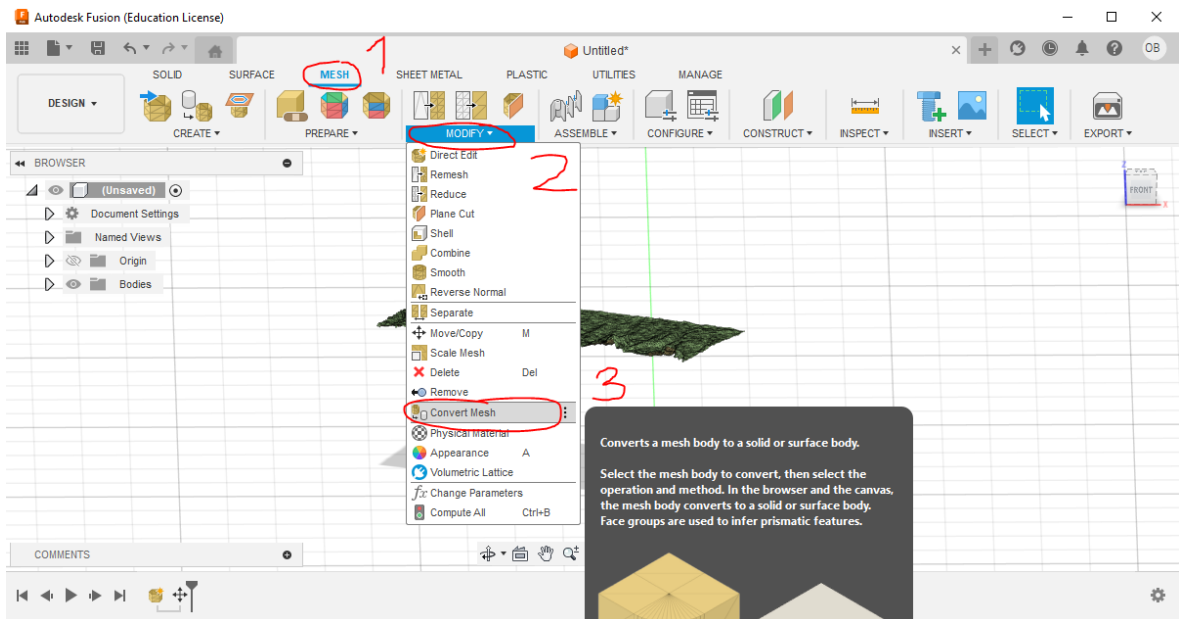 Autodesk Fusion (Education License)
Untitled*
OB
1
SOLID
SURFACE
MESH
SHEET METAL
PLASTIC
UTILITIES
MANAGE
DESIGN
CREATE
PREPARE
MODIFY
ASSEMBLE
CONFIGURE
CONSTRUCT
INSPECT
INSERT
SELECT
EXPORT
BROWSER
(Unsaved)
Document Settings
Named Views
Origin
Bodies
Direct Edit
Remesh
Reduce
Plane Cut
Shell
Combine
Smooth
Reverse Normal
Separate
Move/Copy M
Scale Mesh
Delete Del
Remove
Convert Mesh
Physical Material
Appearance A
Volumetric Lattice
fx Change Parameters
Compute All Ctrl+B
2
3
Z
FRONT
X
Converts a mesh body to a solid or surface body.
Select the mesh body to convert, then select the
operation and method. In the browser and the canvas,
the mesh body converts to a solid or surface body.
Face groups are used to infer prismatic features.
COMMENTS